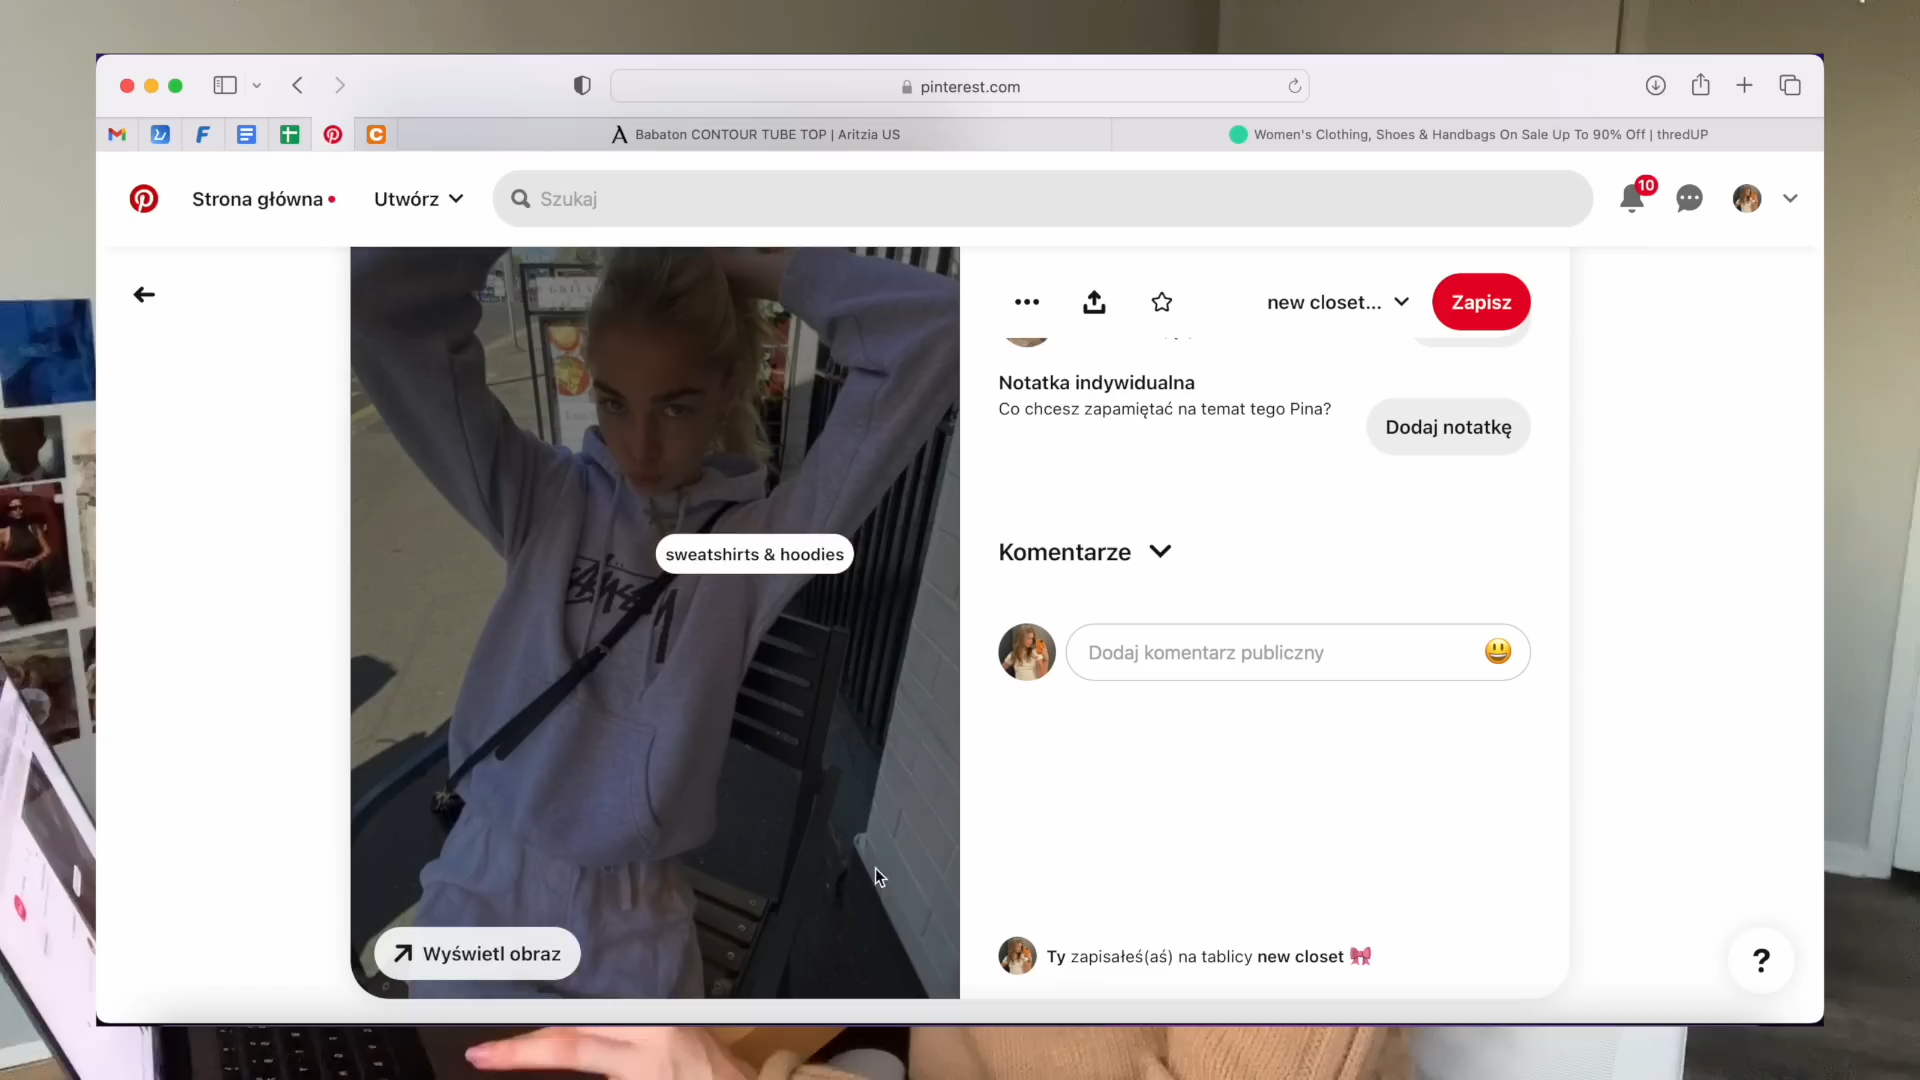 pinterest.com
Babaton CONTOUR TUBE TOP | Aritzia US
Women's Clothing, Shoes & Handbags On Sale Up To 90% Off | thredUP
Strona główna
Utwórz
Szukaj
10
new closet...
Zapisz
Notatka indywidualna
Co chcesz zapamiętać na temat tego Pina?
Dodaj notatkę
sweatshirts & hoodies
Komentarze
Dodaj komentarz publiczny
Wyświetl obraz
Ty zapisałeś(aś) na tablicy new closet 🎀
?